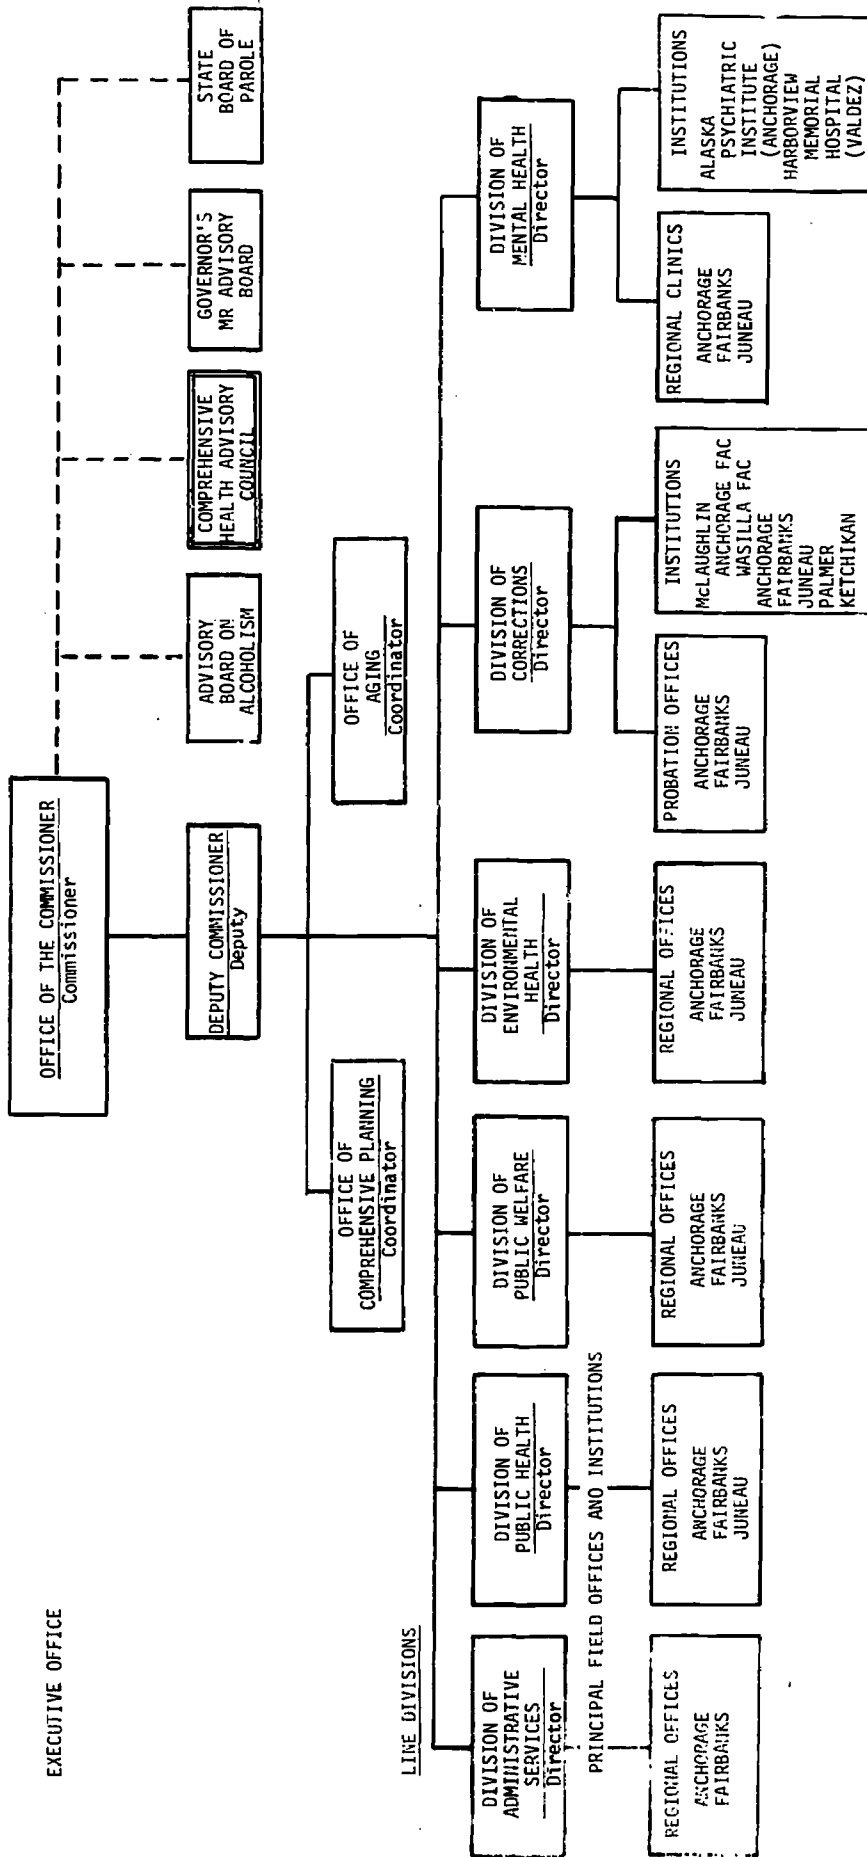 EXECUTIVE OFFICE
OFFICE OF THE COMMISSIONER
Commissioner
DEPUTY COMMISSIONER
Deputy
ADVISORY
BOARD ON
ALCOHOLISM
COMPREHENSIVE
HEALTH ADVISORY
COUNCIL
GOVERNOR'S
MR ADVISORY
BOARD
STATE
BOARD OF
PAROLE
OFFICE OF
COMPREHENSIVE PLANNING
Coordinator
OFFICE OF
AGING
Coordinator
LINE DIVISIONS
DIVISION OF
ADMINISTRATIVE
SERVICES
Director
DIVISION OF
PUBLIC HEALTH
Director
DIVISION OF
PUBLIC WELFARE
Director
DIVISION OF
ENVIRONMENTAL
HEALTH
Director
DIVISION OF
CORRECTIONS
Director
DIVISION OF
MENTAL HEALTH
Director
PRINCIPAL FIELD OFFICES AND INSTITUTIONS
REGIONAL OFFICES
ANCHORAGE
FAIRBANKS
REGIONAL OFFICES
ANCHORAGE
FAIRBANKS
JUNEAU
REGIONAL OFFICES
ANCHORAGE
FAIRBANKS
JUNEAU
REGIONAL OFFICES
ANCHORAGE
FAIRBANKS
JUNEAU
PROBATION OFFICES
ANCHORAGE
FAIRBANKS
JUNEAU
INSTITUTIONS
McLAUGHLIN
ANCHORAGE FAC
WASILLA FAC
ANCHORAGE
FAIRBANKS
JUNEAU
PALMER
KETCHIKAN
REGIONAL CLINICS
ANCHORAGE
FAIRBANKS
JUNEAU
INSTITUTIONS
ALASKA
PSYCHIATRIC
INSTITUTE
(ANCHORAGE)
HARBORVIEW
MEMORIAL
HOSPITAL
(VALDEZ)